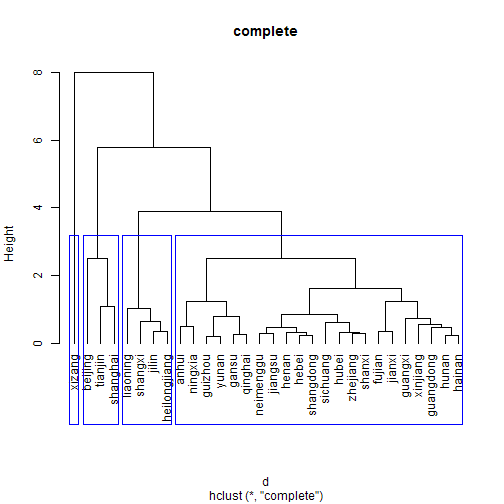 complete
Height
8
6
4
2
0
xizang
beijing
tianjin
shanghai
liaoning
shangxi
jilin
heilongjiang
anhui
ningxia
guizhou
yunan
gansu
qinghai
neimenggu
jiangsu
henan
hebei
shangdong
sichuang
hubei
zhejiang
shanxi
fujian
jianxi
guangxi
xinjiang
guangdong
hunan
hainan
d
hclust (*, "complete")